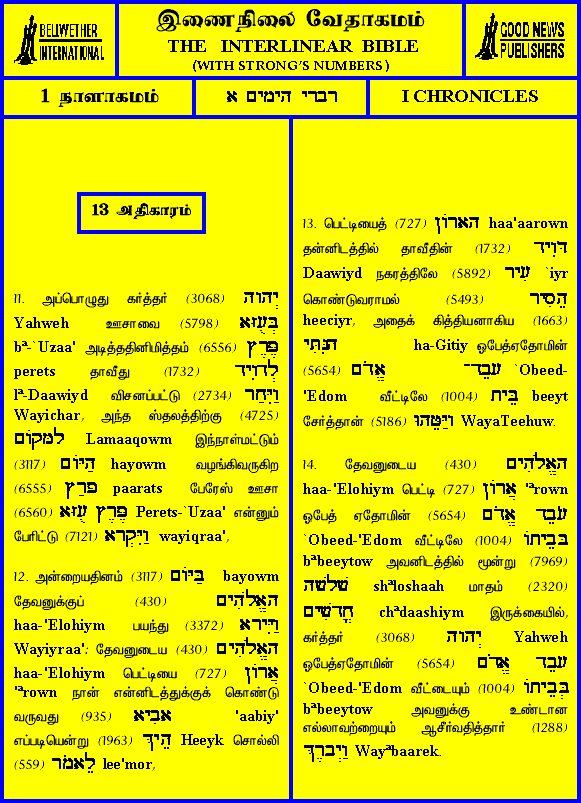 BELLWETHER
INTERNATIONAL
இணைநிலை வேதாகமம்
THE INTERLINEAR BIBLE
(WITH STRONG'S NUMBERS)
GOOD NEWS
PUBLISHERS
1 நாளாகமம்
דברי הימים א
I CHRONICLES
13 அதிகாரம்
11. அப்பொழுது கர்த்தர் (3068) יְהוָה
Yahweh ஊசாவை (5798) בְּעֻזָּא
bª-`Uzaa' அடித்ததினிமித்தம் (6556) פֶּרֶץ
perets தாவீது (1732) לְדָוִיד
lª-Daawiyd விசனப்பட்டு (2734) וַיִּחַר
Wayichar, அந்த ஸ்தலத்திற்கு (4725)
לַמָּקוֹם Lamaaqowm இந்நாள்மட்டும்
(3117) הַיּוֹם hayowm வழங்கிவருகிற
(6555) פָּרַץ paarats பேரேஸ் ஊசா
(6560) פֶּרֶץ עֻזָּא Perets-`Uzaa' என்னும்
பேரிட்டு (7121) וַיִּקְרָא wayiqraa',
12. அன்றையதினம் (3117) בַּיּוֹם bayowm
தேவனுக்குப் (430) הָאֱלֹהִים
haa-'Elohiym பயந்து (3372) וַיִּירָא
Wayiyraa': தேவனுடைய (430) הָאֱלֹהִים
haa-'Elohiym பெட்டியை (727) אֲרוֹן
'ªrown நான் என்னிடத்துக்குக் கொண்டு
வருவது (935) אָבִיא 'aabiy'
எப்படியென்று (1963) הֵיךְ Heeyk சொல்லி
(559) לֵאמֹר lee'mor,
13. பெட்டியைத் (727) הָאָרוֹן haa'aarown
தன்னிடத்தில் தாவீதின் (1732) דָּוִיד
Daawiyd நகரத்திலே (5892) עִיר `iyr
கொண்டுவராமல் (5493) הֵסִיר
heeciyr, அதைக் கித்தியனாகிய (1663)
הַגִּתִּי ha-Gitiy ஓபேத்ஏதோமின்
(5654) עֹבֵד־ אֱדֹם `Obeed-
'Edom வீட்டிலே (1004) בֵּית beeyt
சேர்த்தான் (5186) וַיַּטֵּהוּ WayaTeehuw.
14. தேவனுடைய (430) הָאֱלֹהִים
haa-'Elohiym பெட்டி (727) אֲרוֹן 'ªrown
ஓபேத் ஏதோமின் (5654) עֹבֵד אֱדֹם
`Obeed-'Edom வீட்டிலே (1004) בְּבֵיתוֹ
bªbeeytow அவனிடத்தில் மூன்று (7969)
שְׁלֹשָׁה shªloshaah மாதம் (2320)
חֳדָשִׁים chªdaashiym இருக்கையில்,
கர்த்தர் (3068) יְהוָה Yahweh
ஓபேத்ஏதோமின் (5654) עֹבֵד אֱדֹם
`Obeed-'Edom வீட்டையும் (1004) בְּבֵיתוֹ
bªbeeytow அவனுக்கு உண்டான
எல்லாவற்றையும் ஆசீர்வதித்தார் (1288)
וַיְבָרֶךְ Wayªbaarek.